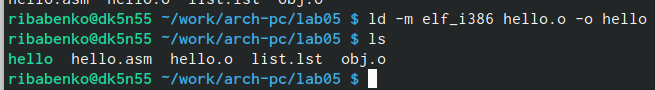 hello.asm hello.o list.lst obj.o
ribabenko@dk5n55 ~/work/arch-pc/lab05 $ ld -m elf_i386 hello.o -o hello
ribabenko@dk5n55 ~/work/arch-pc/lab05 $ ls
hello hello.asm hello.o list.lst obj.o
ribabenko@dk5n55 ~/work/arch-pc/lab05 $